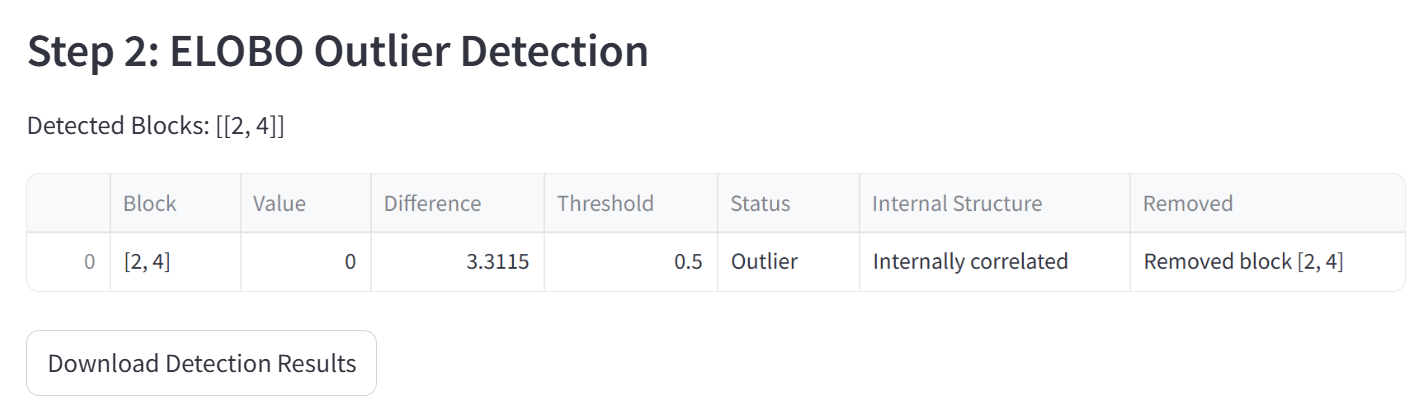 Step 2: ELOBO Outlier Detection
Detected Blocks: [[2, 4]]
Block Value Difference Threshold Status Internal Structure Removed
0 [2, 4] 0 3.3115 0.5 Outlier Internally correlated Removed block [2, 4]
Download Detection Results